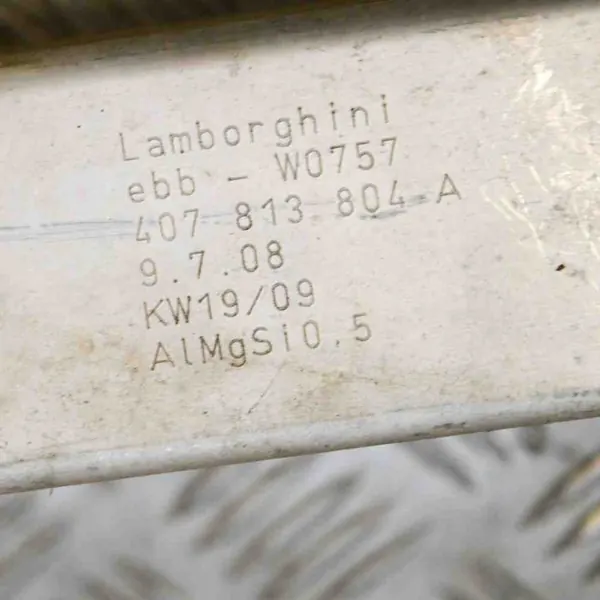 Lamborghini
ebb - W0757
407 813 804 A
9.7.08
KW19/09
AlMgSi0,5